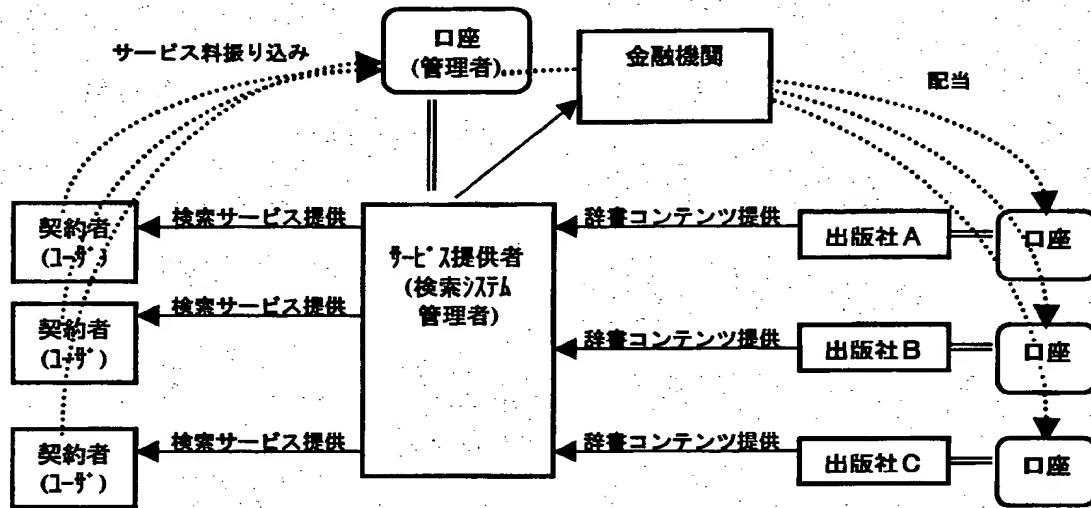 サービス料振り込み
口座
(管理者)
金融機関
配当
契約者
(ユーザ)
検索サービス提供
サービス提供者
(検索システム
管理者)
辞書コンテンツ提供
出版社A
口座
契約者
(ユーザ)
検索サービス提供
辞書コンテンツ提供
出版社B
口座
契約者
(ユーザ)
検索サービス提供
辞書コンテンツ提供
出版社C
口座